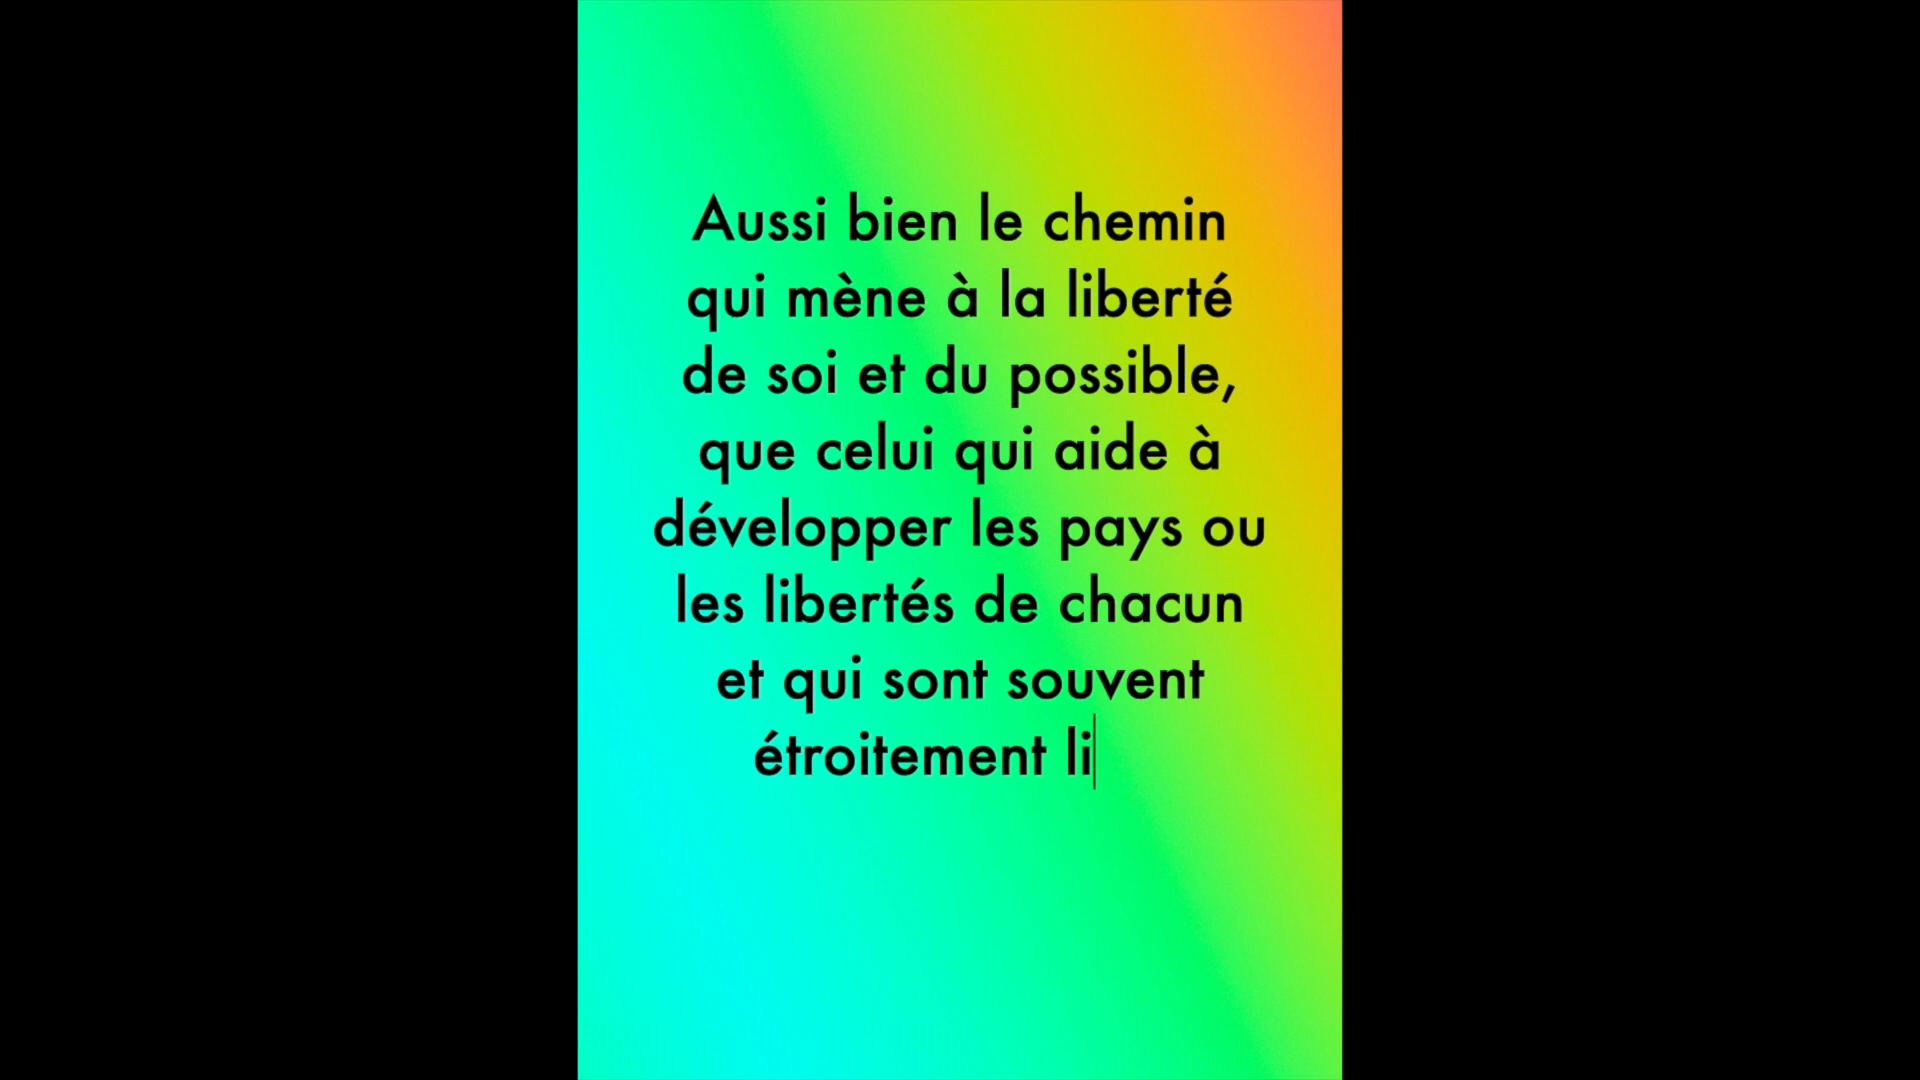 Aussi bien le chemin
qui mène à la liberté
de soi et du possible,
que celui qui aide à
développer les pays ou
les libertés de chacun
et qui sont souvent
étroitement li